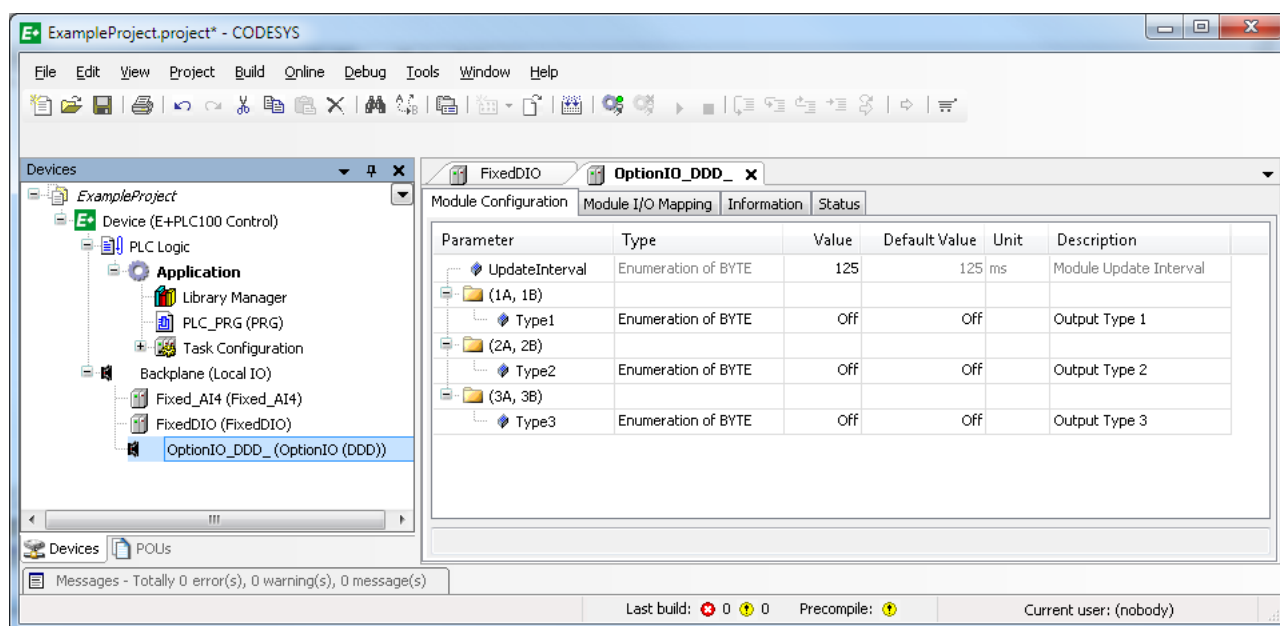 E+ ExampleProject.project* - CODESYS
File Edit View Project Build Online Debug Tools Window Help
Devices
ExampleProject
E+ Device (E+PLC100 Control)
PLC Logic
Application
Library Manager
PLC_PRG (PRG)
Task Configuration
Backplane (Local IO)
Fixed_AI4 (Fixed_AI4)
FixedDIO (FixedDIO)
OptionIO_DDD_ (OptionIO (DDD))
Devices POUs
FixedDIO OptionIO_DDD_
Module Configuration Module I/O Mapping Information Status
Parameter Type Value Default Value Unit Description
UpdateInterval Enumeration of BYTE 125 125 ms Module Update Interval
(1A, 1B)
Type1 Enumeration of BYTE Off Off Output Type 1
(2A, 2B)
Type2 Enumeration of BYTE Off Off Output Type 2
(3A, 3B)
Type3 Enumeration of BYTE Off Off Output Type 3
Messages - Totally 0 error(s), 0 warning(s), 0 message(s)
Last build: 0 0 Precompile: Current user: (nobody)